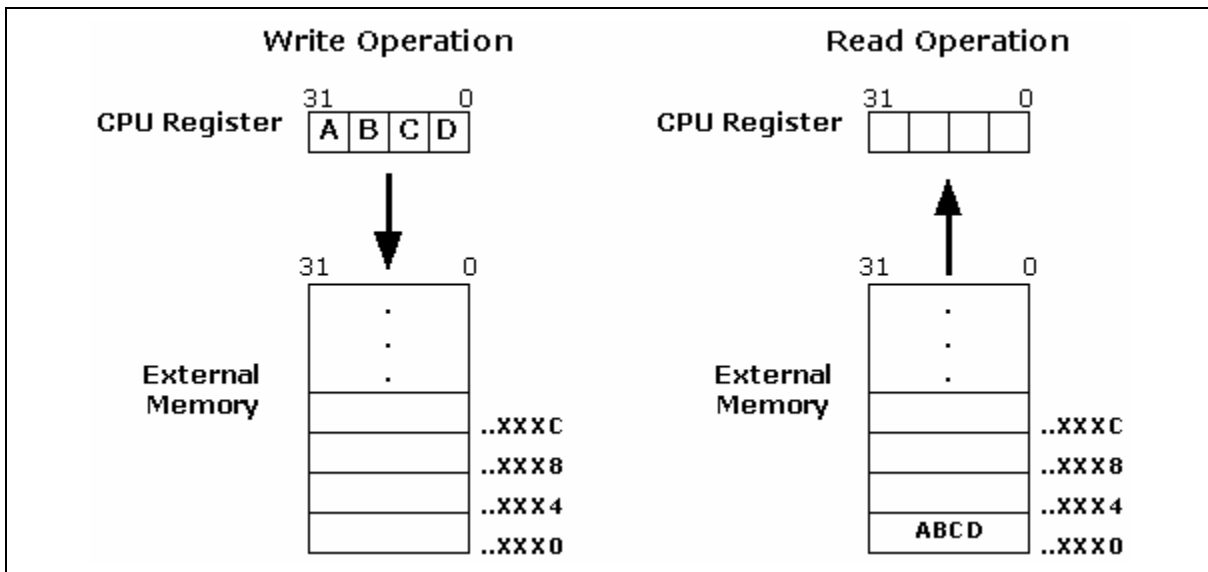 Write Operation
31 0
CPU Register A B C D
31 0
External
Memory
..XXXC
..XXX8
..XXX4
..XXX0
Read Operation
31 0
CPU Register
31 0
External
Memory
..XXXC
..XXX8
..XXX4
ABCD
..XXX0